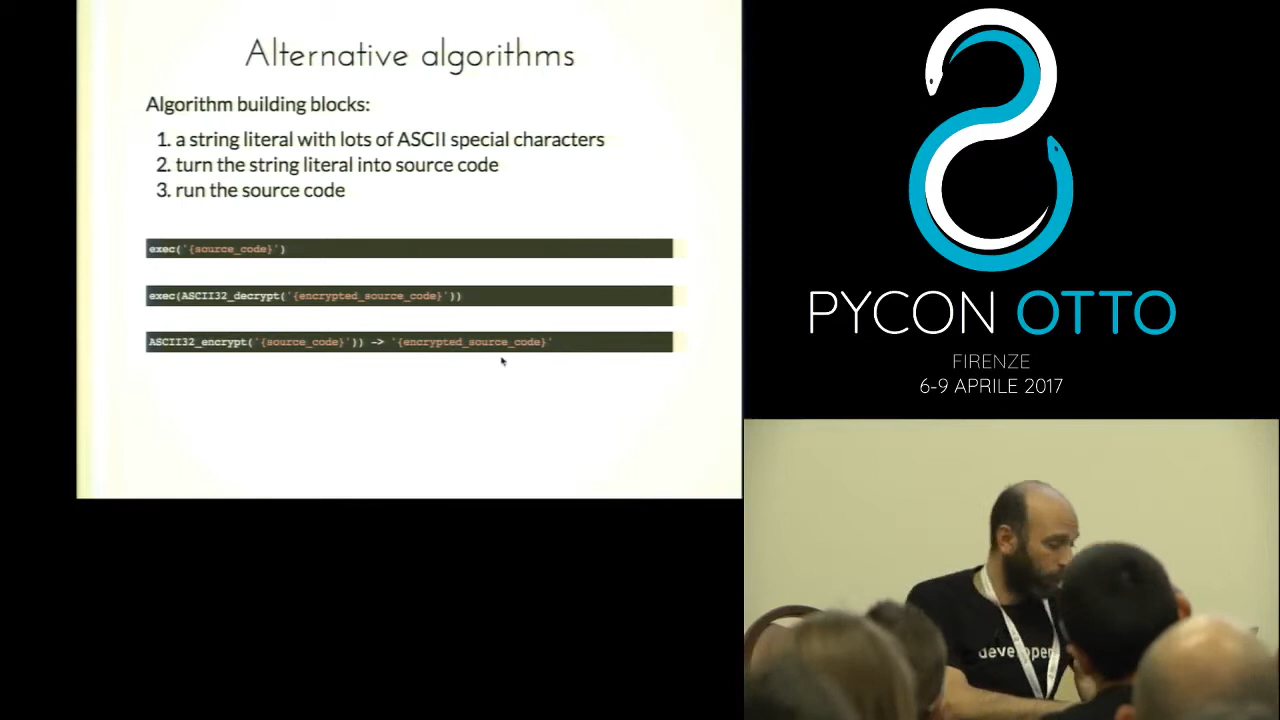 Alternative algorithms
Algorithm building blocks:
1. a string literal with lots of ASCII special characters
2. turn the string literal into source code
3. run the source code
exec('{source_code}')
exec(ASCII32_decrypt('{encrypted_source_code}'))
ASCII32_encrypt('{source_code}')) -> '{encrypted_source_code}'
PYCON OTTO
FIRENZE
6-9 APRILE 2017
developer